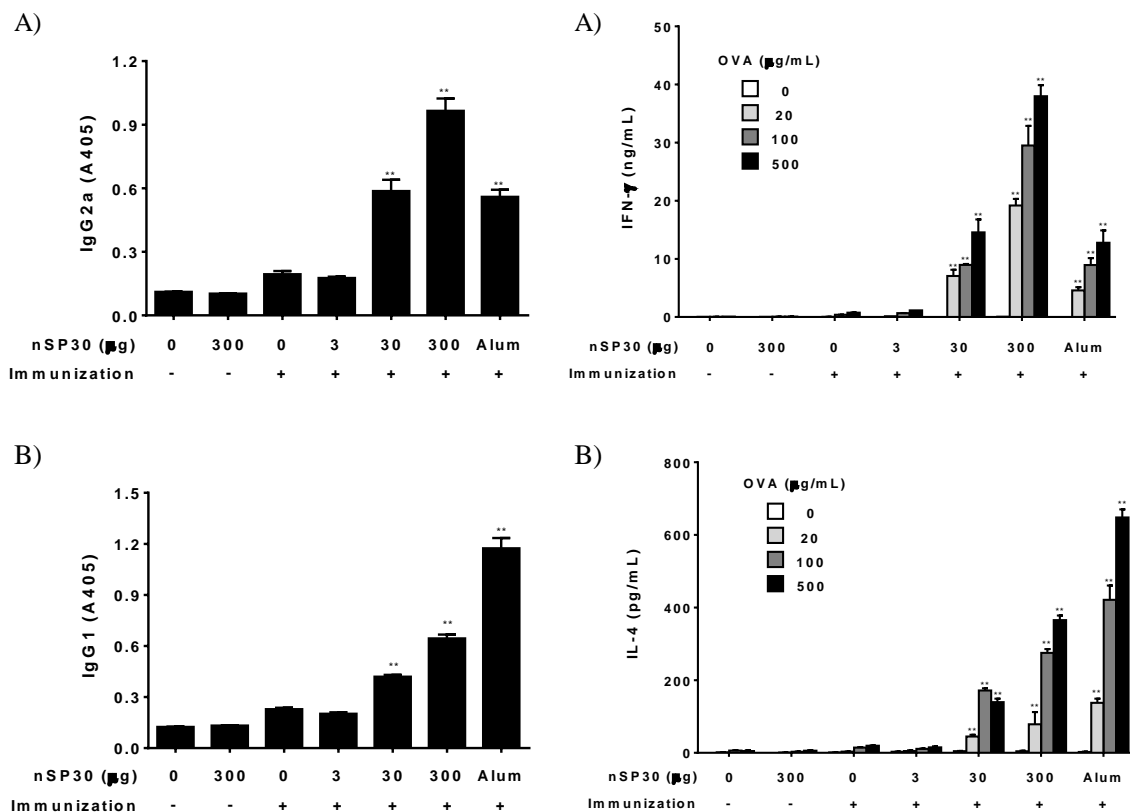 A)
IgG2a (A405)
1.2
0.9
0.6
0.3
0.0
** ** **
nSP30 (μg) 0 300 0 3 30 300 Alum
Immunization - - + + + + +
A)
IFN-γ (ng/mL)
50
40
30
20
10
0
OVA (μg/mL)
0
20
100
500
** ** ** ** ** ** ** ** **
nSP30 (μg) 0 300 0 3 30 300 Alum
Immunization - - + + + + +
B)
IgG1 (A405)
1.5
1.2
0.9
0.6
0.3
0.0
** ** **
nSP30 (μg) 0 300 0 3 30 300 Alum
Immunization - - + + + + +
B)
IL-4 (pg/mL)
800
600
400
200
0
OVA (μg/mL)
0
20
100
500
** ** ** ** ** ** ** ** **
nSP30 (μg) 0 300 0 3 30 300 Alum
Immunization - - + + + + +